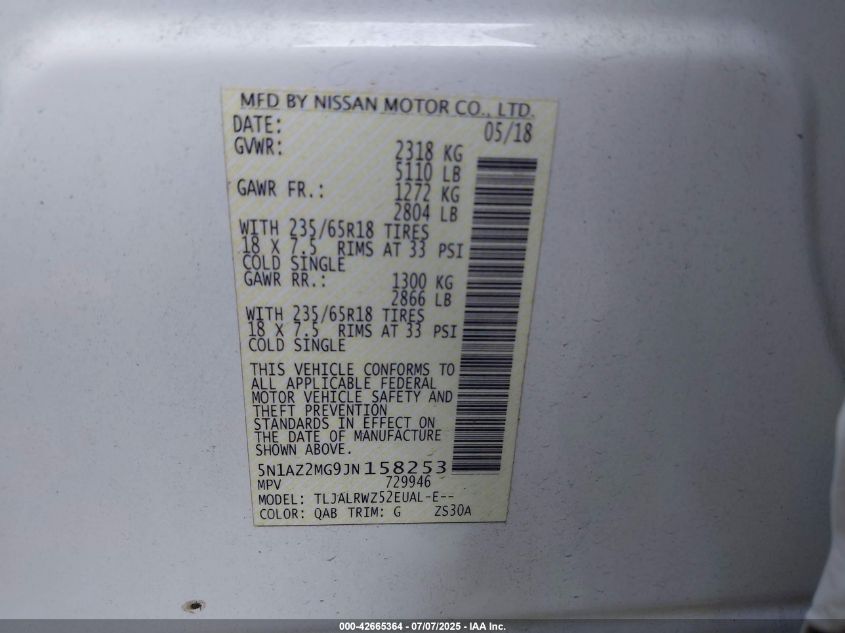 MFD BY NISSAN MOTOR CO., LTD.
DATE: 05/18
GVWR: 2318 KG
5110 LB
GAWR FR.: 1272 KG
2804 LB
WITH 235/65R18 TIRES
18 X 7.5 RIMS AT 33 PSI
COLD SINGLE
GAWR RR.: 1300 KG
2866 LB
WITH 235/65R18 TIRES
18 X 7.5 RIMS AT 33 PSI
COLD SINGLE
THIS VEHICLE CONFORMS TO
ALL APPLICABLE FEDERAL
MOTOR VEHICLE SAFETY AND
THEFT PREVENTION
STANDARDS IN EFFECT ON
THE DATE OF MANUFACTURE
SHOWN ABOVE.
5N1AZ2MG9JN158253
MPV 729946
MODEL: TLJALRWZ52EUAL-E--
COLOR: QAB TRIM: G ZS30A
000-42665364 - 07/07/2025 - IAA Inc.